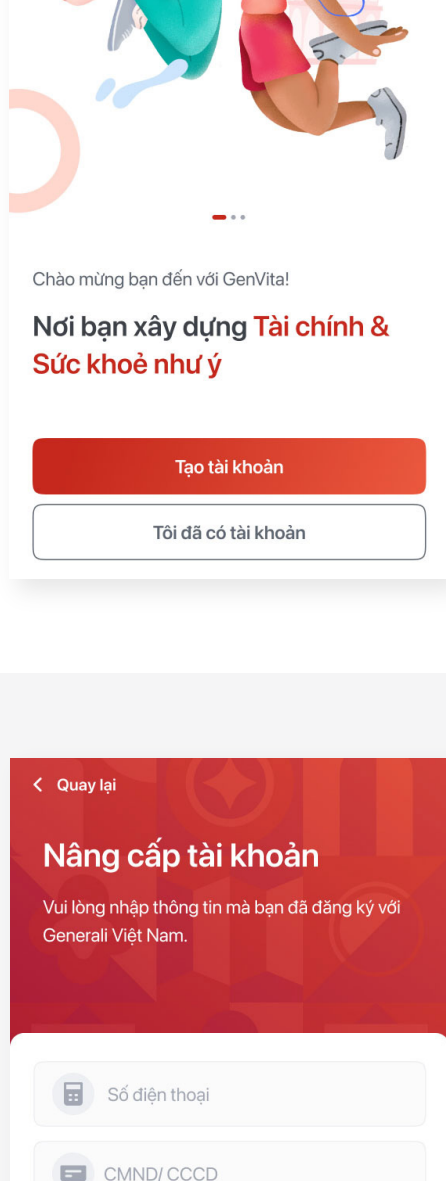 Chào mừng bạn đến với GenVita!
Nơi bạn xây dựng Tài chính &
Sức khoẻ như ý
Tạo tài khoản
Tôi đã có tài khoản
Quay lại
Nâng cấp tài khoản
Vui lòng nhập thông tin mà bạn đã đăng ký với
Generali Việt Nam.
Số điện thoại
CMND/ CCCD